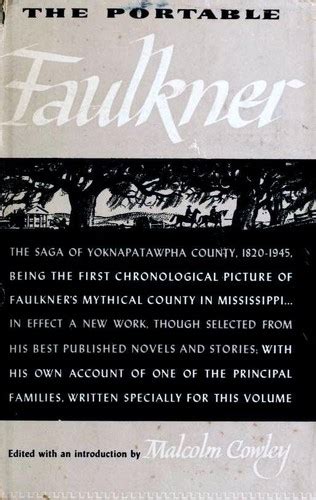 THE PORTABLE
Faulkner
THE SAGA OF YOKNAPATAWPHA COUNTY, 1820-1945,
BEING THE FIRST CHRONOLOGICAL PICTURE OF
FAULKNER'S MYTHICAL COUNTY IN MISSISSIPPI...
IN EFFECT A NEW WORK, THOUGH SELECTED FROM
HIS BEST PUBLISHED NOVELS AND STORIES; WITH
HIS OWN ACCOUNT OF ONE OF THE PRINCIPAL
FAMILIES, WRITTEN SPECIALLY FOR THIS VOLUME
Edited with an introduction by Malcolm Cowley